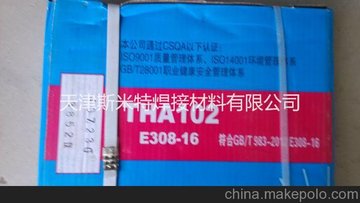 本公司通过CSQA以下认证:
ISO9001质量管理体系、ISO14001环境管理体
GB/T28001职业健康安全管理体系
天津斯米特焊接材料有限公司
THA102
E308-16
符合GB/T 983-2012 E308-16
www.makepolo.com